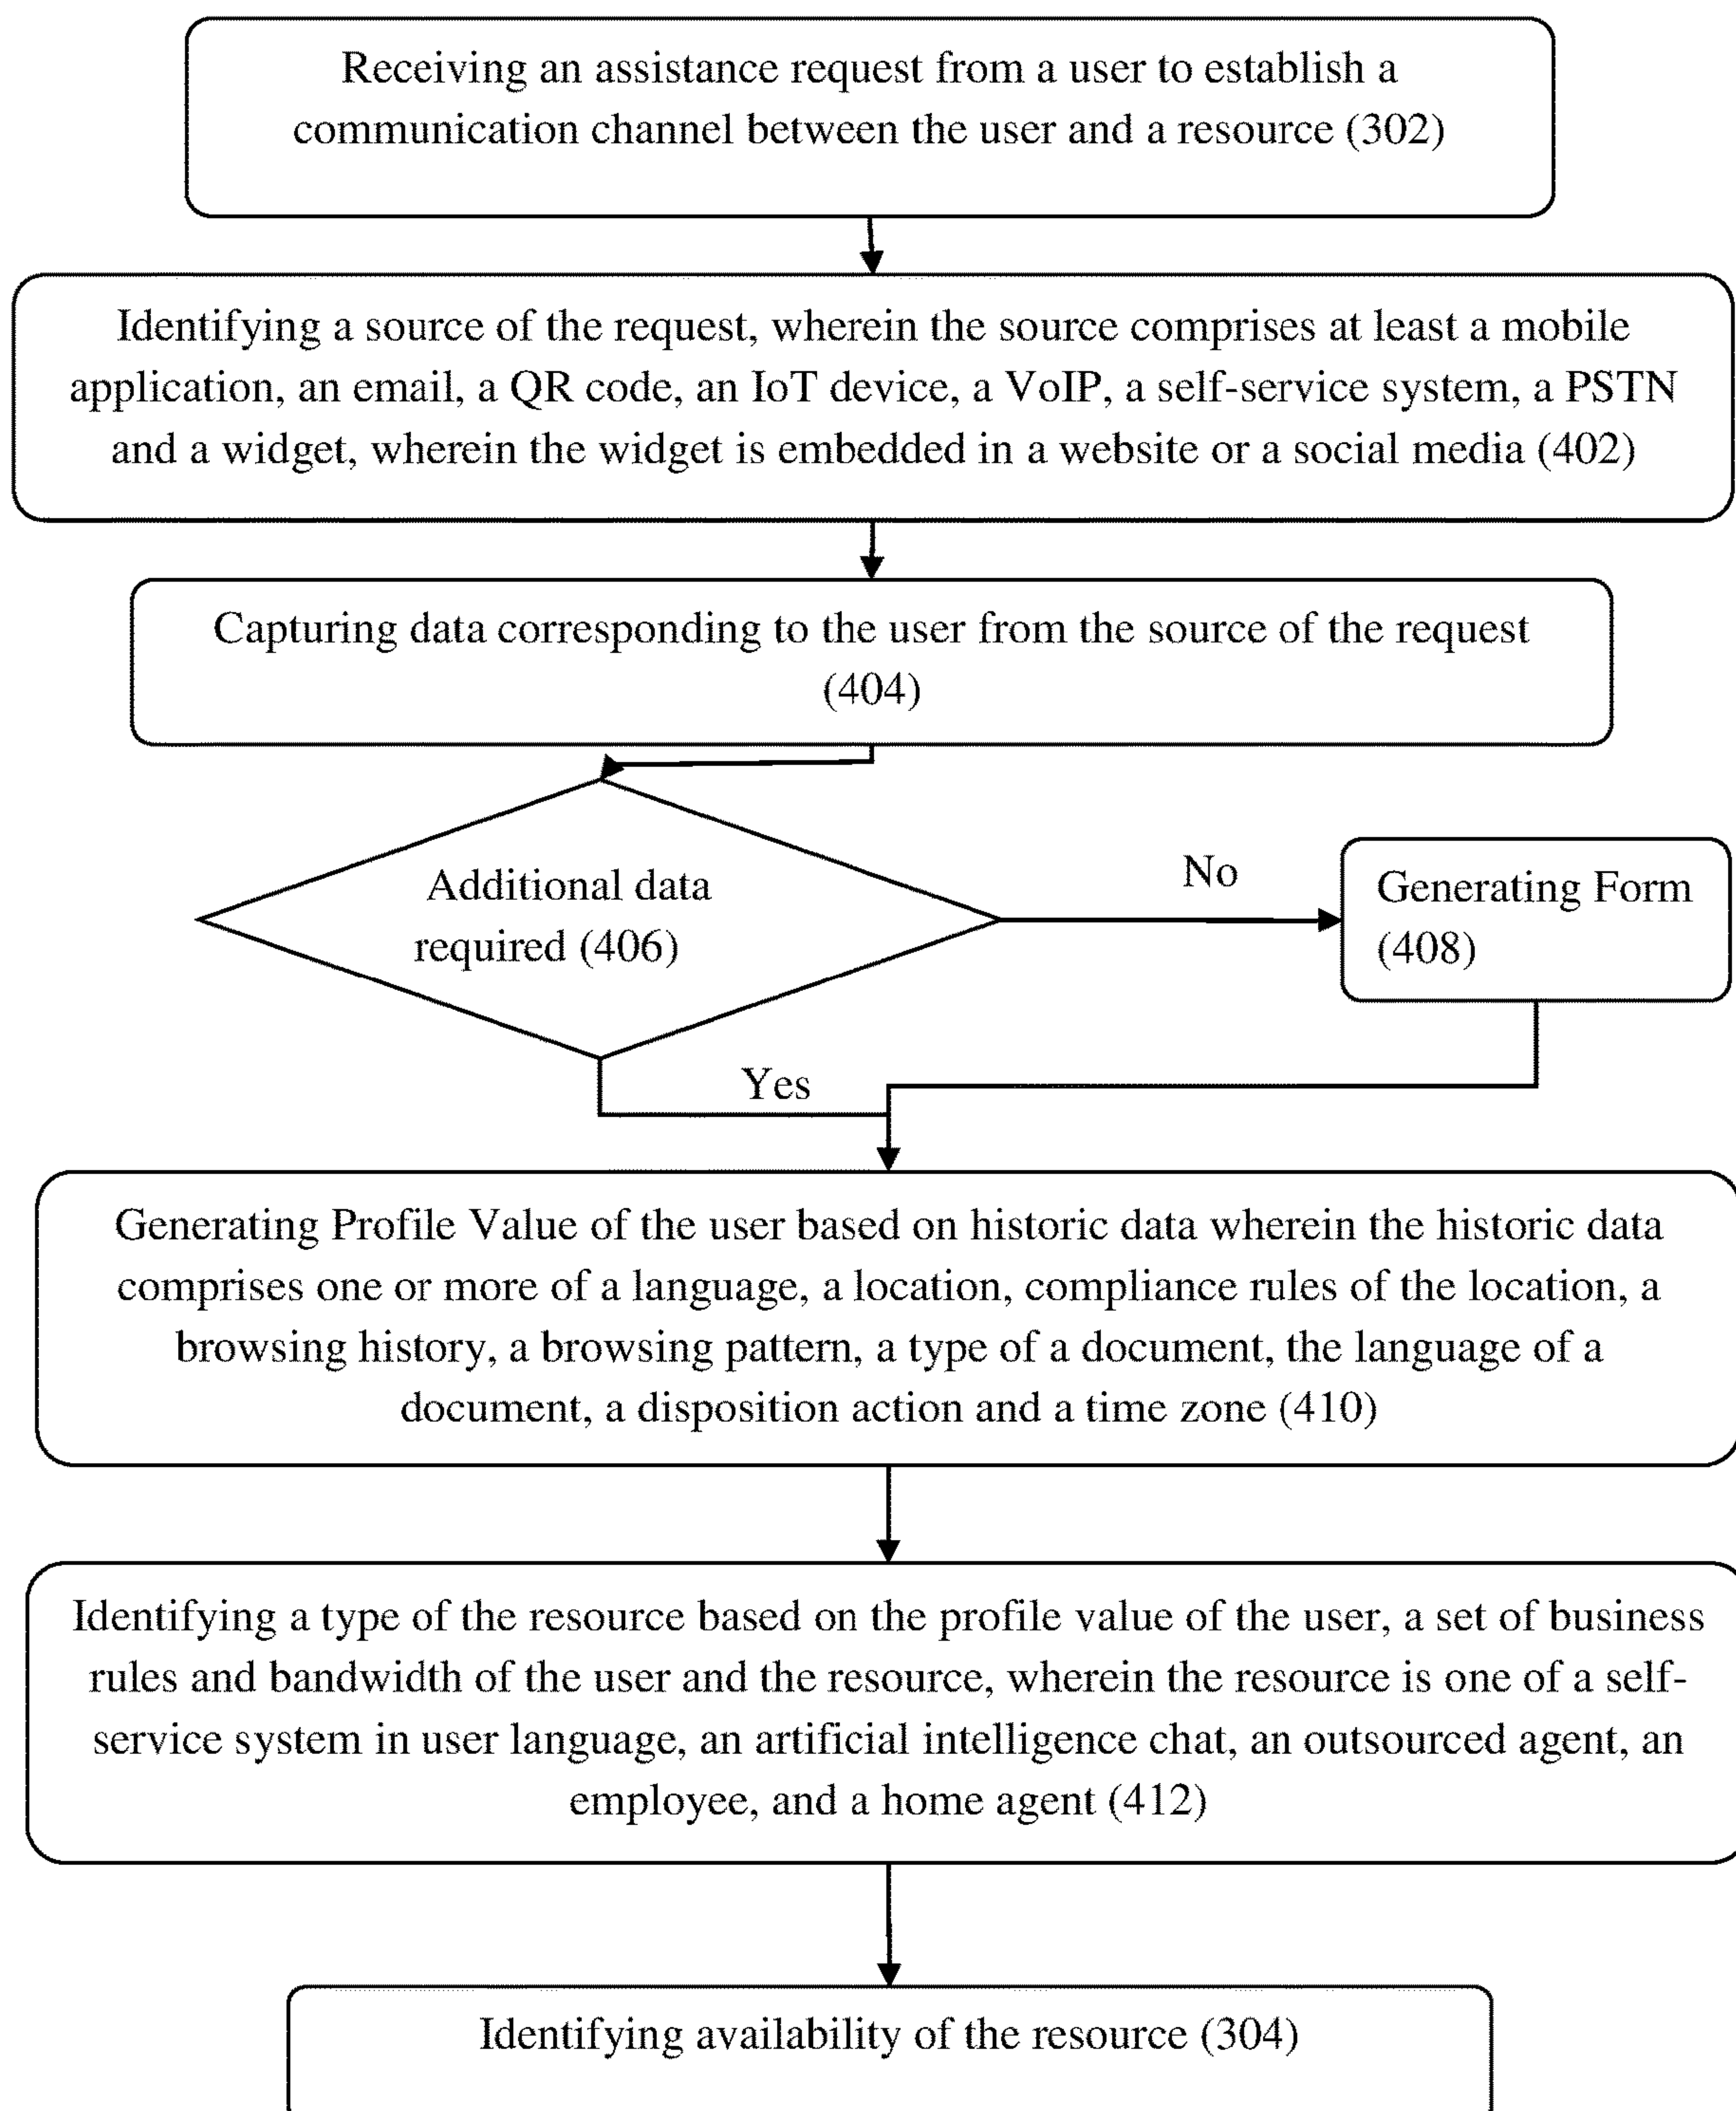 Receiving an assistance request from a user to establish a
communication channel between the user and a resource (302)
Identifying a source of the request, wherein the source comprises at least a mobile
application, an email, a QR code, an IoT device, a VoIP, a self-service system, a PSTN
and a widget, wherein the widget is embedded in a website or a social media (402)
Capturing data corresponding to the user from the source of the request
(404)
Additional data
required (406)
No
Generating Form
(408)
Yes
Generating Profile Value of the user based on historic data wherein the historic data
comprises one or more of a language, a location, compliance rules of the location, a
browsing history, a browsing pattern, a type of a document, the language of a
document, a disposition action and a time zone (410)
Identifying a type of the resource based on the profile value of the user, a set of business
rules and bandwidth of the user and the resource, wherein the resource is one of a self-
service system in user language, an artificial intelligence chat, an outsourced agent, an
employee, and a home agent (412)
Identifying availability of the resource (304)